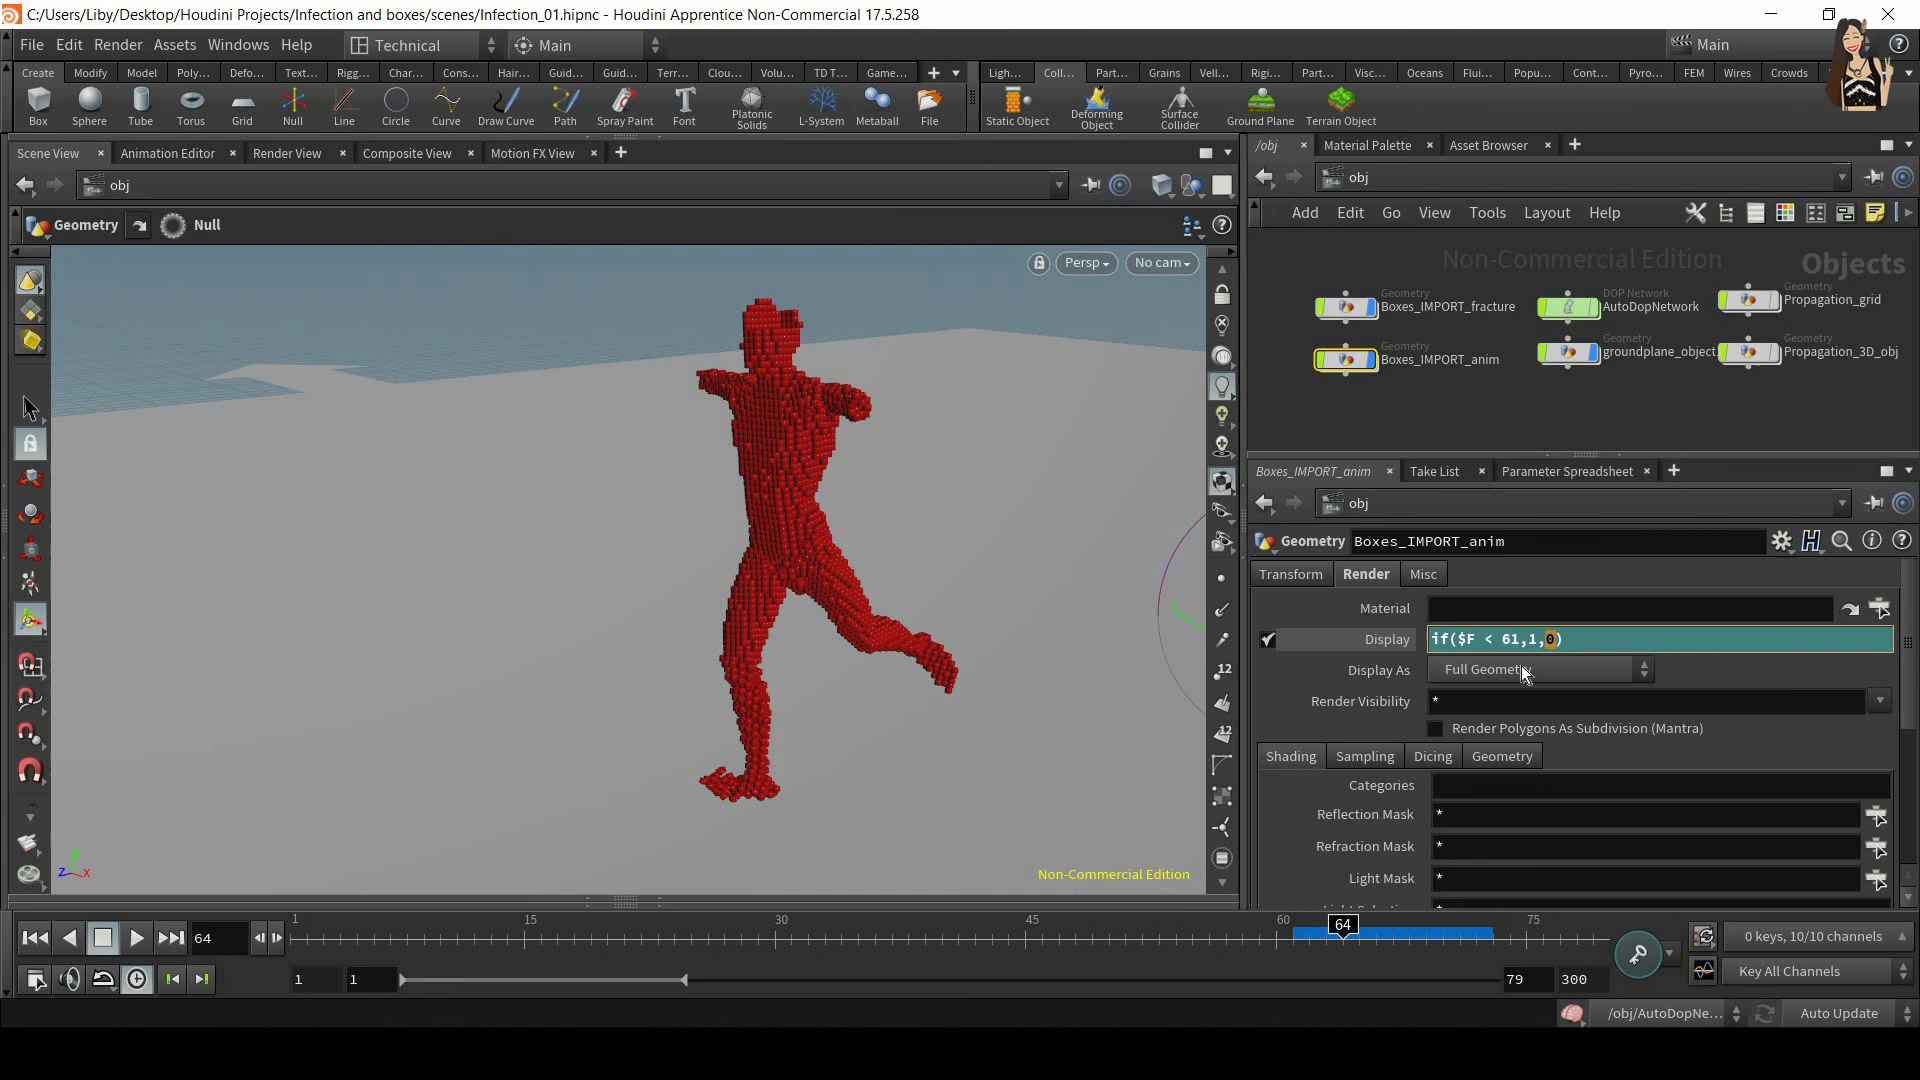 C:/Users/Liby/Desktop/Houdini Projects/Infection and boxes/scenes/Infection_01.hipnc - Houdini Apprentice Non-Commercial 17.5.258
File Edit Render Assets Windows Help Technical Main Main
Create Modify Model Poly... Defo... Text... Rigg... Char... Cons... Hair... Guid... Guid... Terr... Clou... Volu... TD T... Game... Ligh... Coll... Part... Grains Vell... Rigi... Part... Visc... Oceans Flui... Popu... Cont... Pyro... FEM Wires Crowds
Box Sphere Tube Torus Grid Null Line Circle Curve Draw Curve Path Spray Paint Font Platonic Solids L-System Metaball File Static Object Deforming Object Surface Collider Ground Plane Terrain Object
Scene View Animation Editor Render View Composite View Motion FX View
obj
Geometry Null
Persp No cam
12
12
z y x
Non-Commercial Edition
/obj Material Palette Asset Browser
obj
Add Edit Go View Tools Layout Help
Non-Commercial Edition Objects
Geometry
Boxes_IMPORT_fracture
DOP Network
AutoDopNetwork
Geometry
Propagation_grid
Geometry
Boxes_IMPORT_anim
Geometry
groundplane_object
Geometry
Propagation_3D_obj
Boxes_IMPORT_anim Take List Parameter Spreadsheet
obj
Geometry Boxes_IMPORT_anim
Transform Render Misc
Material
Display if($F < 61,1,0)
Display As Full Geometry
Render Visibility *
Render Polygons As Subdivision (Mantra)
Shading Sampling Dicing Geometry
Categories
Reflection Mask *
Refraction Mask *
Light Mask *
64 1 15 30 45 60 64 75
0 keys, 10/10 channels
1 1 79 300
Key All Channels
/obj/AutoDopNe... Auto Update